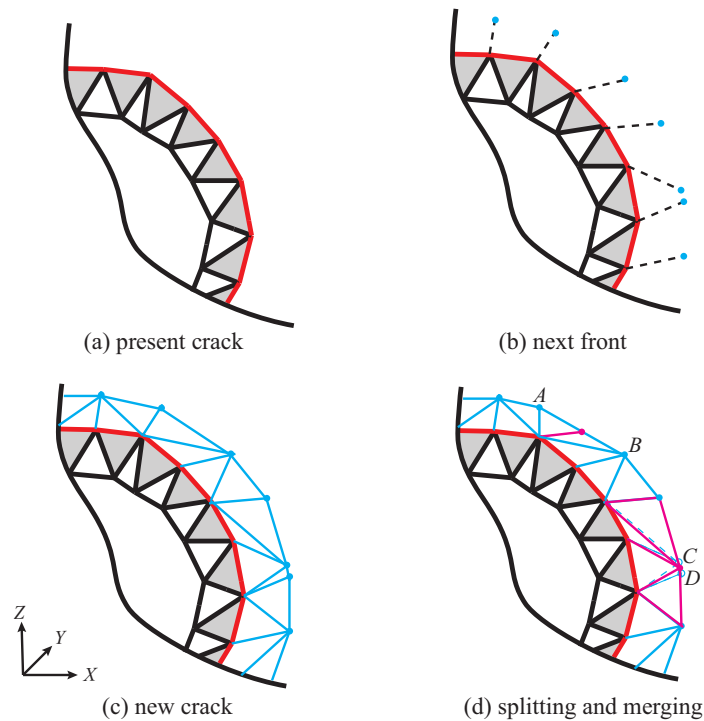 (a) present crack
(b) next front
A
B
C
D
Z
Y
X
(c) new crack
(d) splitting and merging